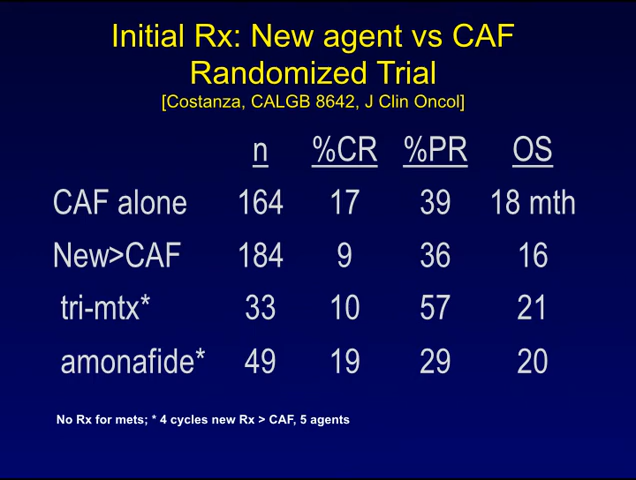 Initial Rx: New agent vs CAF
Randomized Trial
[Costanza, CALGB 8642, J Clin Oncol]
n %CR %PR OS
CAF alone 164 17 39 18 mth
New>CAF 184 9 36 16
tri-mtx* 33 10 57 21
amonafide* 49 19 29 20
No Rx for mets; * 4 cycles new Rx > CAF, 5 agents